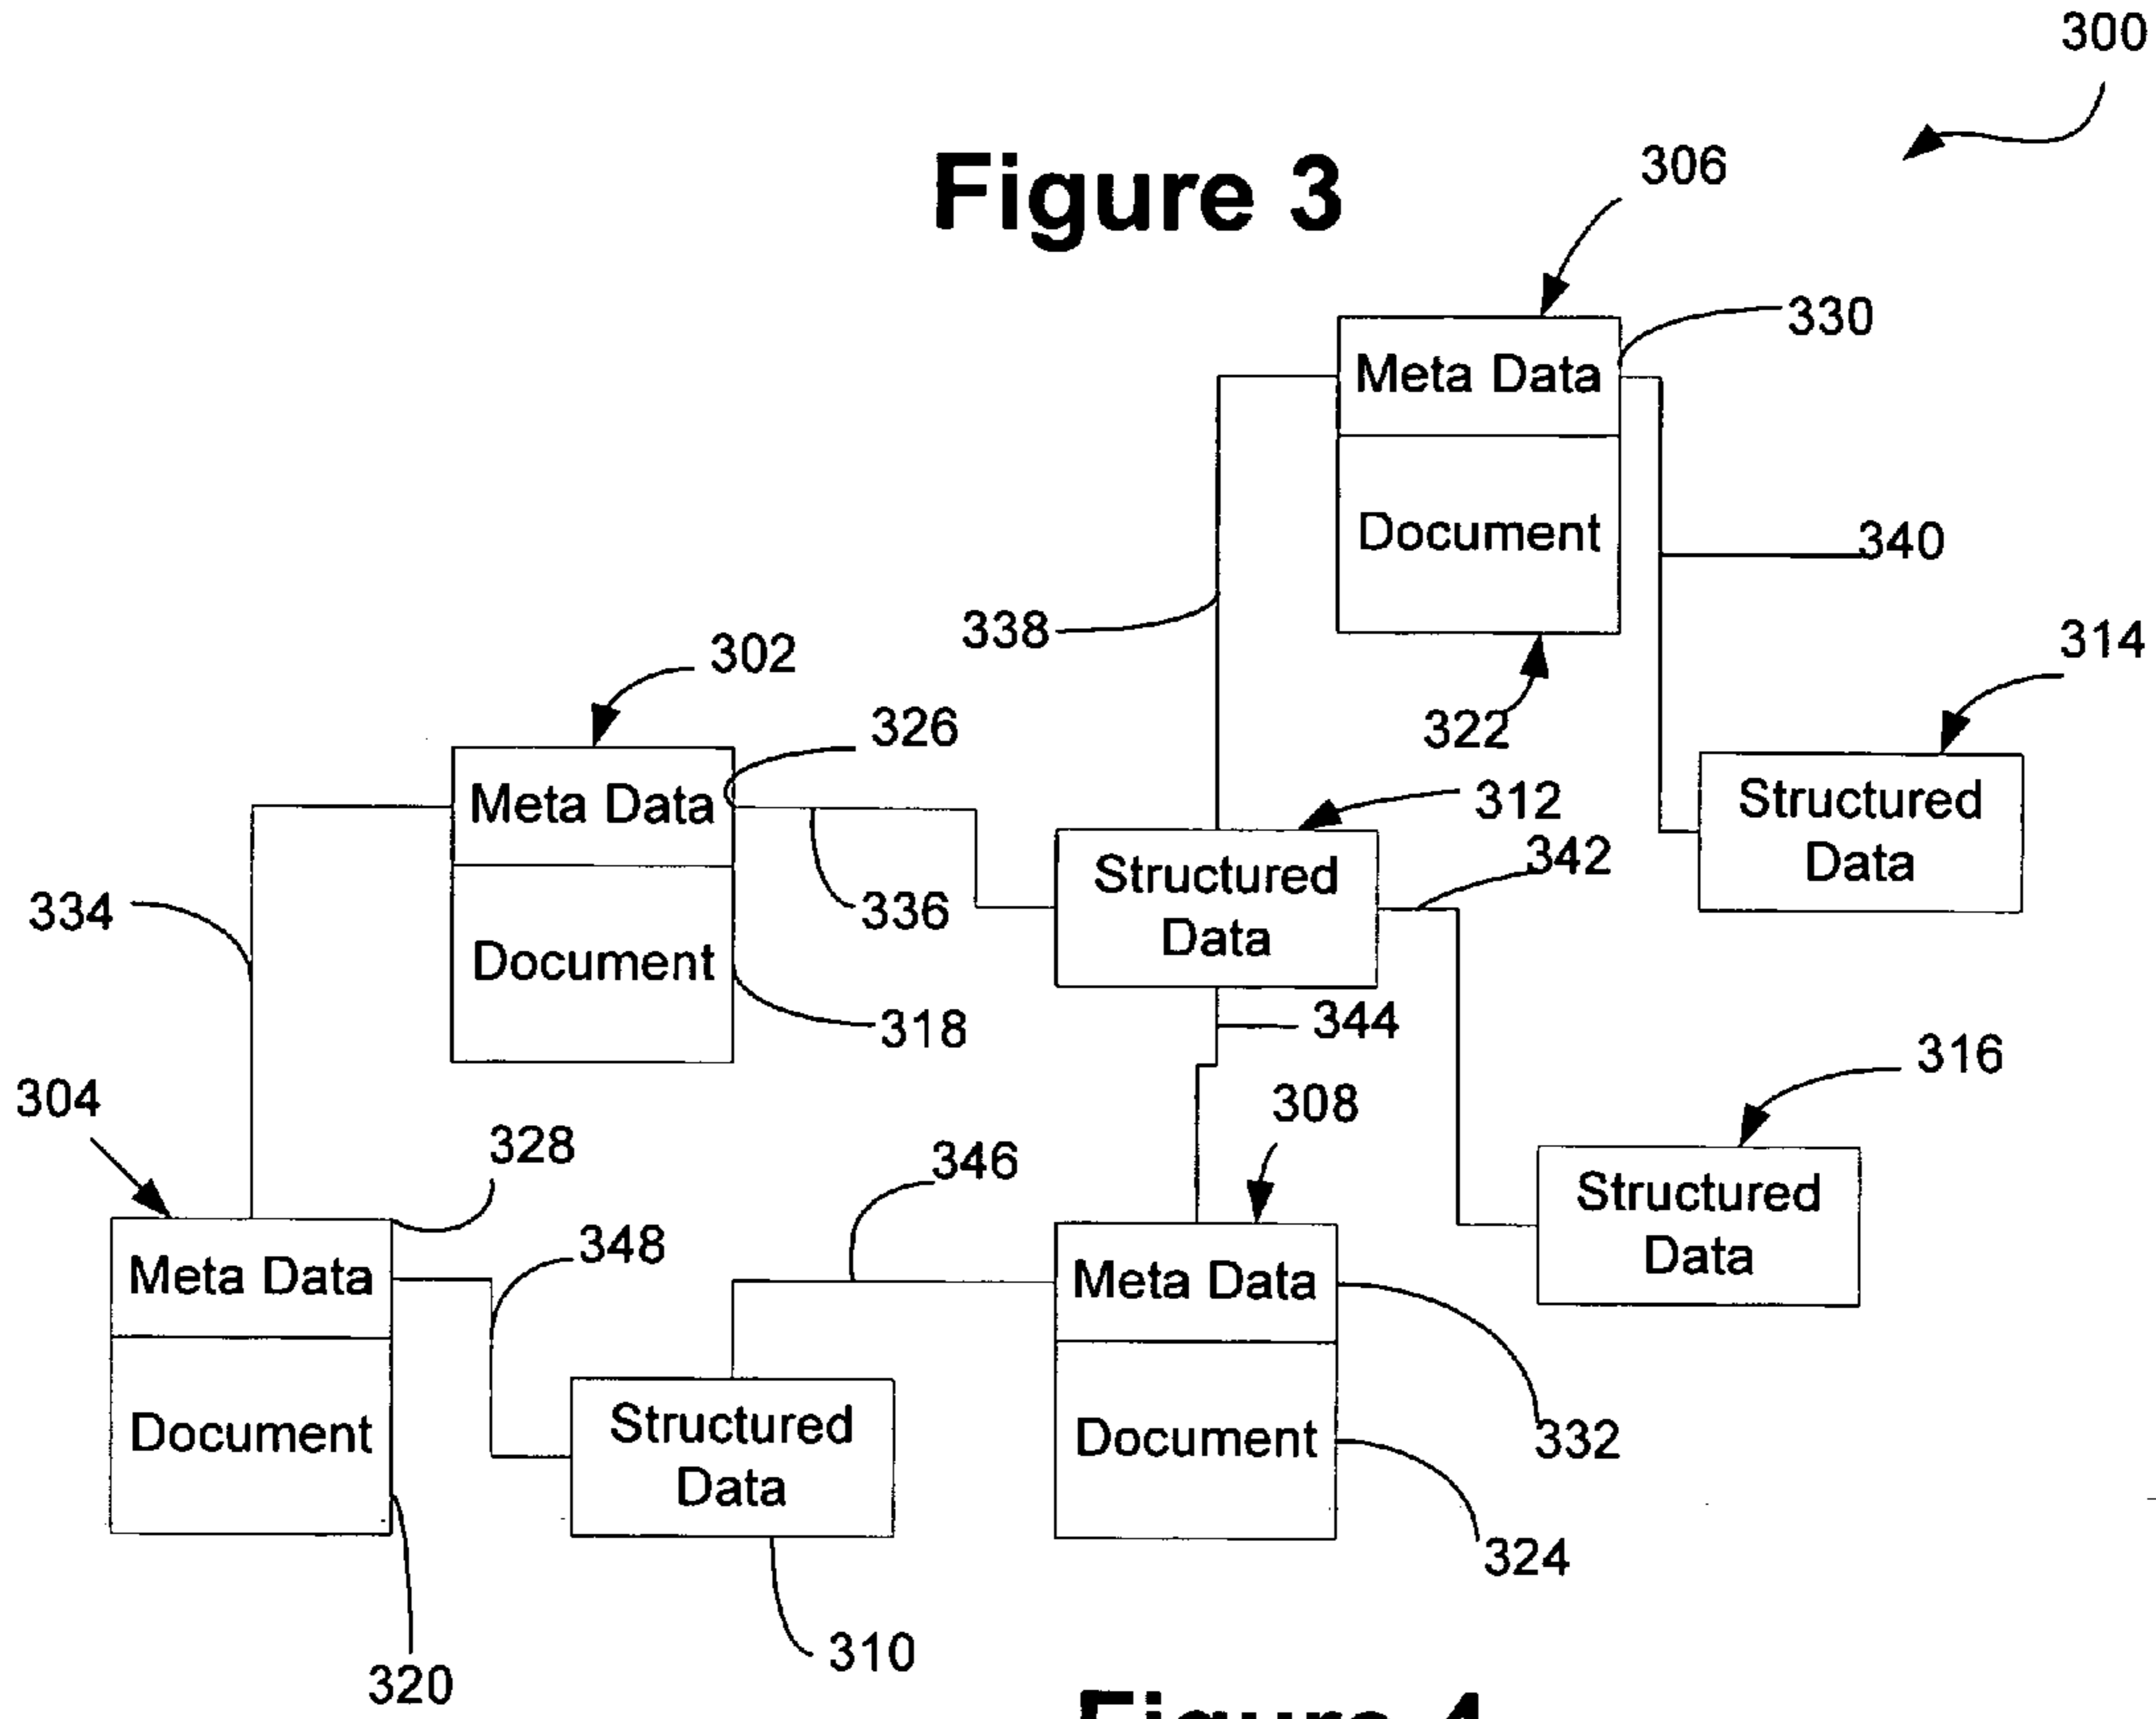 300
Figure 3
306
330
Meta Data
Document
340
338
314
302
322
326
Structured
Data
Meta Data
312
342
Structured
Data
334
336
Document
318
344
316
304
308
328
346
Structured
Data
348
Meta Data
Meta Data
Structured
Data
Document
Document
332
324
310
320
Figure 4